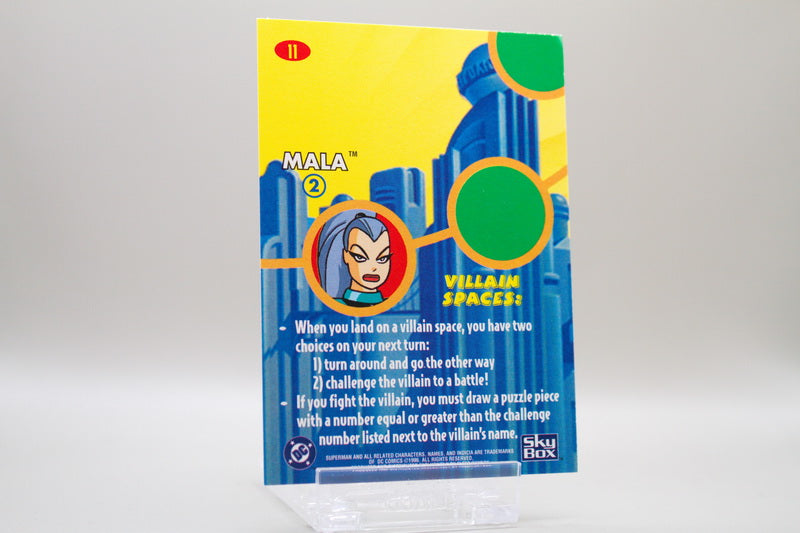 11
MALA™
2
VILLAIN
SPACES:
• When you land on a villain space, you have two
choices on your next turn:
1) turn around and go the other way
2) challenge the villain to a battle!
• If you fight the villain, you must draw a puzzle piece
with a number equal or greater than the challenge
number listed next to the villain's name.
DC
SKY
BOX
SUPERMAN AND ALL RELATED CHARACTERS, NAMES, AND INDICIA ARE TRADEMARKS
OF DC COMICS ©1996. ALL RIGHTS RESERVED.